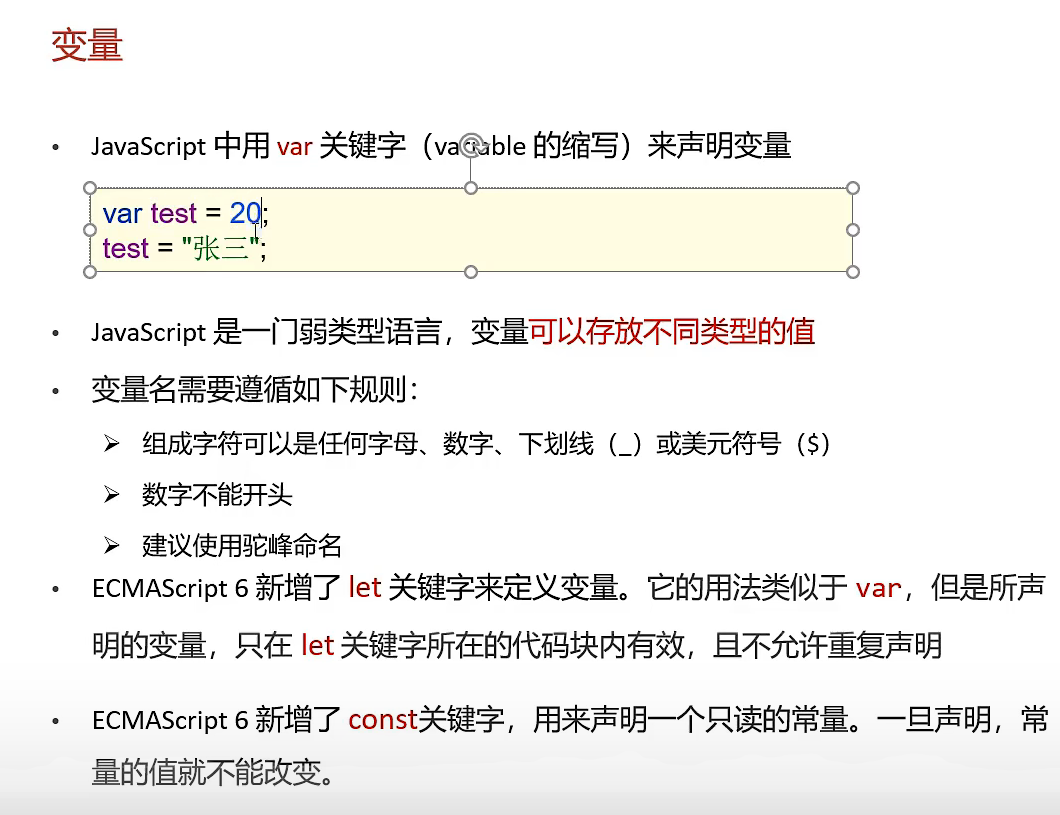 变量
• JavaScript 中用 var 关键字（variable 的缩写）来声明变量
var test = 20;
test = "张三";
• JavaScript 是一门弱类型语言，变量可以存放不同类型的值
• 变量名需要遵循如下规则：
➢ 组成字符可以是任何字母、数字、下划线（_）或美元符号（$）
➢ 数字不能开头
➢ 建议使用驼峰命名
• ECMAScript 6 新增了 let 关键字来定义变量。它的用法类似于 var，但是所声
明的变量，只在 let 关键字所在的代码块内有效，且不允许重复声明
• ECMAScript 6 新增了 const关键字，用来声明一个只读的常量。一旦声明，常
量的值就不能改变。